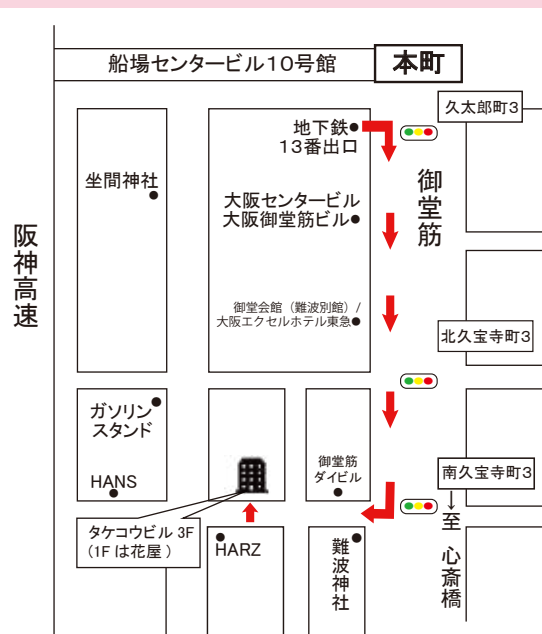 船場センタービル10号館
本町
久太郎町3
地下鉄
13番出口
坐間神社
御堂筋
大阪センタービル
大阪御堂筋ビル
阪神高速
御堂会館（難波別館）/
大阪エクセルホテル東急
北久宝寺町3
ガソリン
スタンド
HANS
御堂筋
ダイビル
南久宝寺町3
タケコウビル 3F
(1F は花屋 )
HARZ
難波神社
↓
至 心斎橋